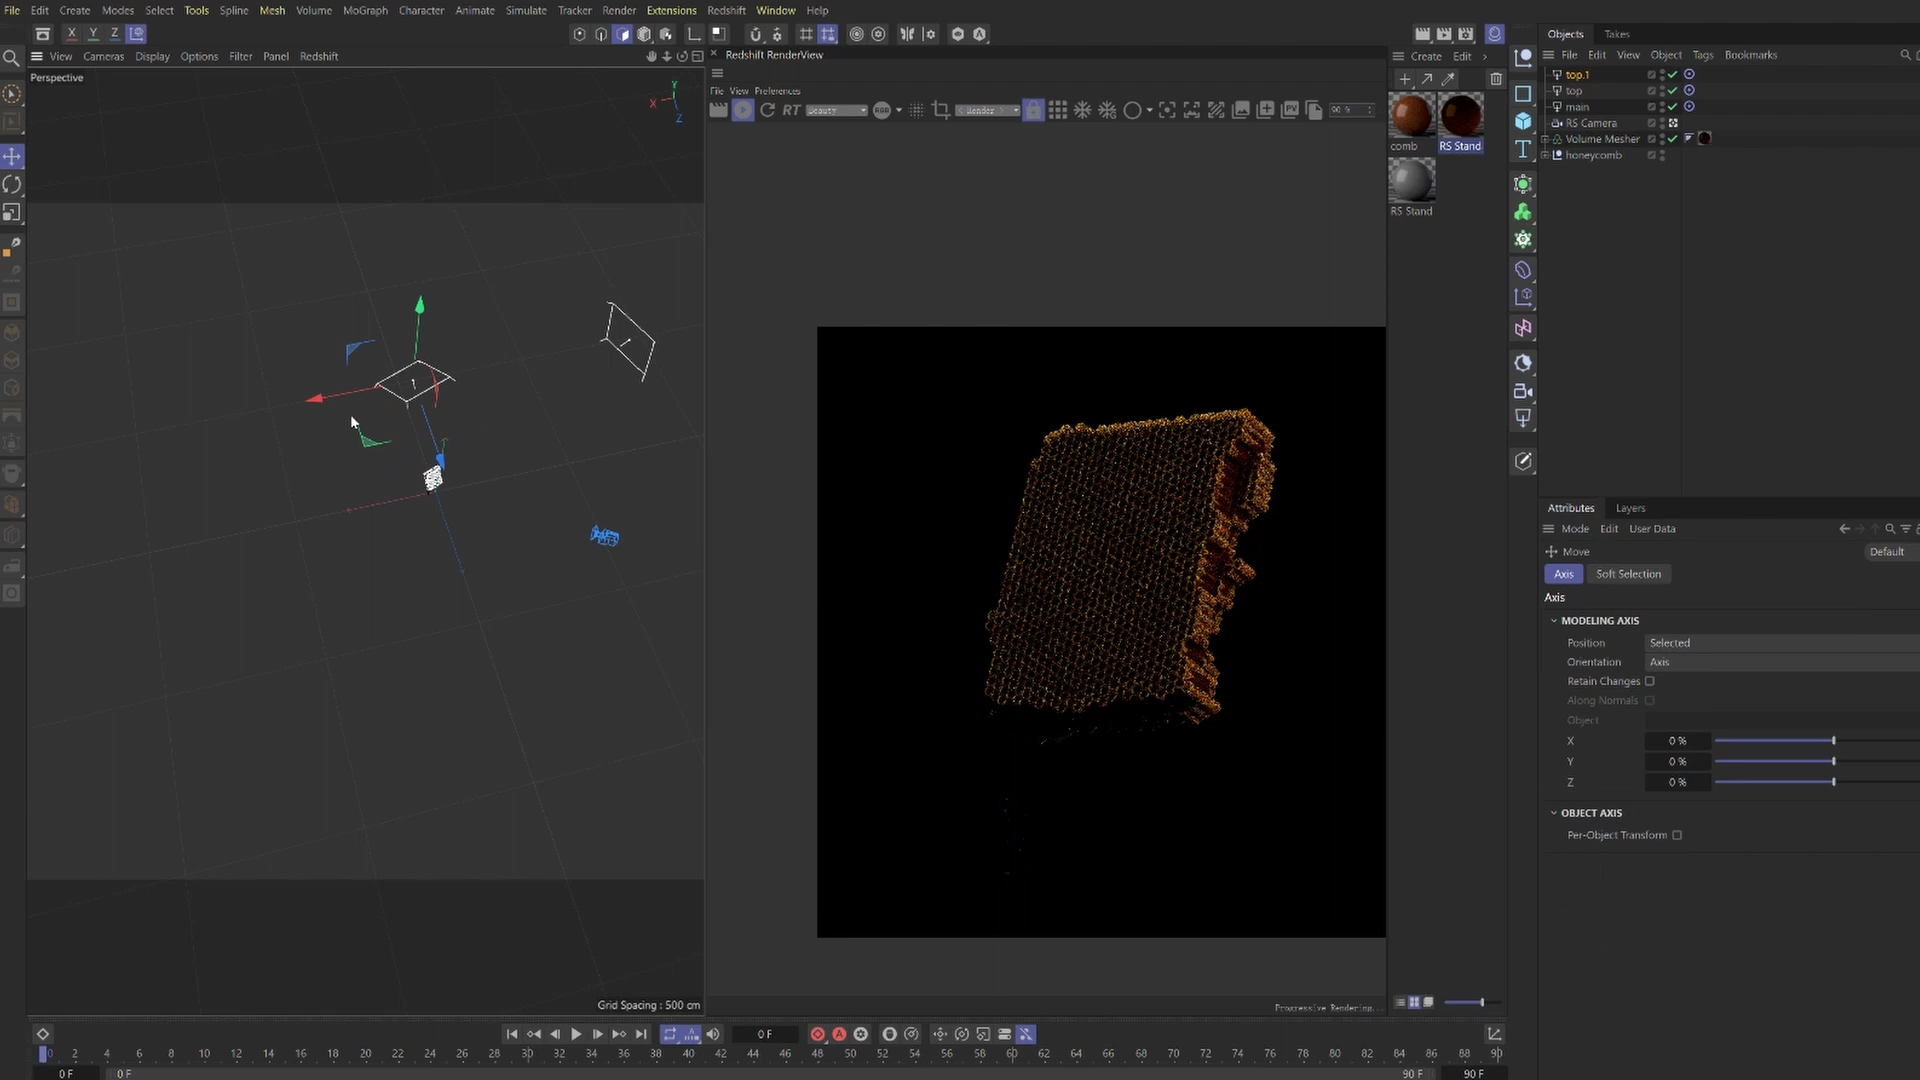 File Edit Create Modes Select Tools Spline Mesh Volume MoGraph Character Animate Simulate Tracker Render Extensions Redshift Window Help
X Y Z
View Cameras Display Options Filter Panel Redshift
Perspective
Y
X
Z
Grid Spacing : 500 cm
Redshift RenderView
File View Preferences
RT Beauty RGB < Render > PV 90 %
Progressive Rendering...
Create Edit
comb
RS Stand
RS Stand
Objects Takes
File Edit View Object Tags Bookmarks
top.1
top
main
RS Camera
Volume Mesher
honeycomb
Attributes Layers
Mode Edit User Data
Move Default
Axis Soft Selection
Axis
MODELING AXIS
Position Selected
Orientation Axis
Retain Changes
Along Normals
Object
X 0 %
Y 0 %
Z 0 %
OBJECT AXIS
Per-Object Transform
0 F
0 2 4 6 8 10 12 14 16 18 20 22 24 26 28 30 32 34 36 38 40 42 44 46 48 50 52 54 56 58 60 62 64 66 68 70 72 74 76 78 80 82 84 86 88 90
0 F 0 F 90 F 90 F